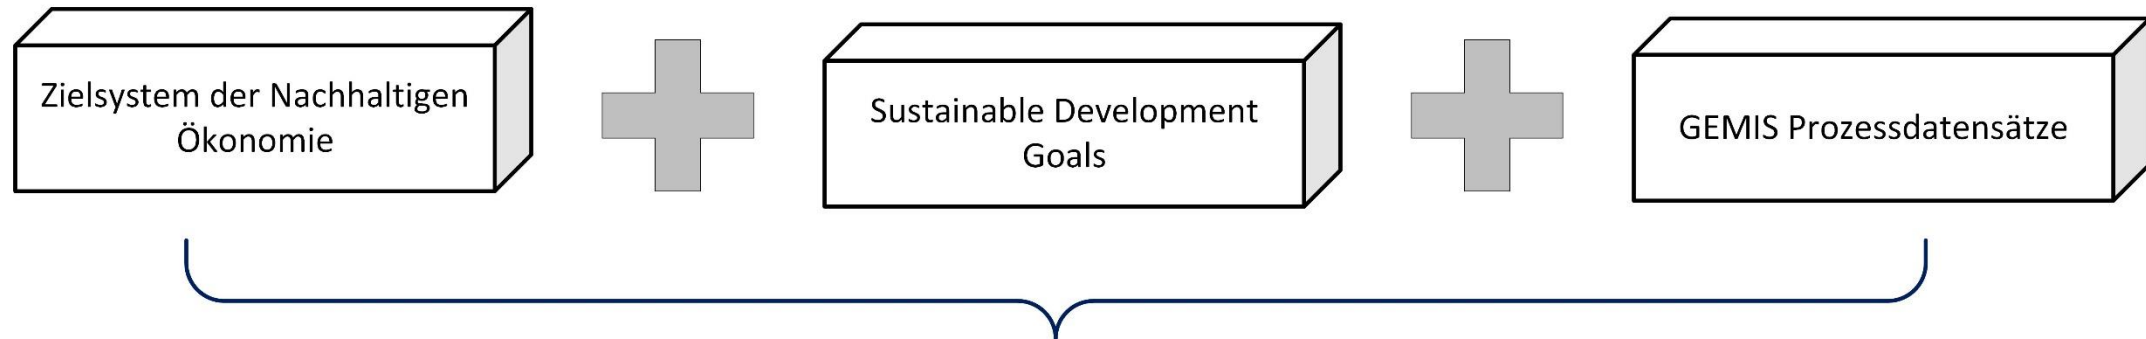 Zielsystem der Nachhaltigen
Ökonomie
Sustainable Development
Goals
GEMIS Prozessdatensätze